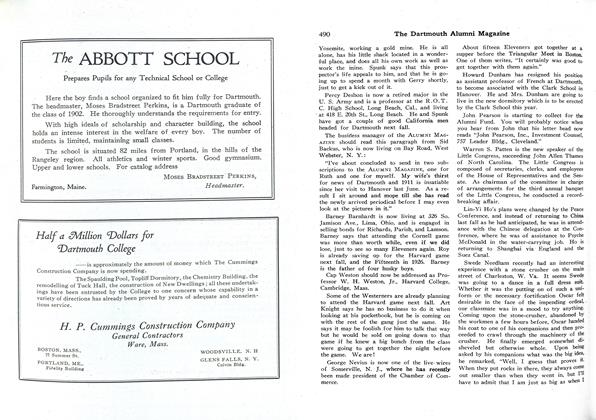 The ABBOTT SCHOOL
Prepares Pupils for any Technical School or College
Here the boy finds a school organized to fit him fully for Dartmouth.
The headmaster, Moses Bradstreet Perkins, is a Dartmouth graduate of
the class of 1902. He thoroughly understands the requirements for entry.
With high ideals of scholarship and character building, the school
holds an intense interest in the welfare of every boy. The number of
students is limited, maintaining small classes.
The school is situated 82 miles from Portland, in the hills of the
Rangeley region. All athletics and winter sports. Good gymnasium.
Upper and lower schools. For catalog address
MOSES BRADSTREET PERKINS,
Farmington, Maine. Headmaster.
Half a Million Dollars for
Dartmouth College
—is approximately the amount of money which The Cummings
Construction Company is now spending.
The Spaulding Pool, Topliff Dormitory, the Chemistry Building, the
remodelling of Tuck Hall, the construction of New Dwellings; all these undertak-
ings have been entrusted by the College to one concern whose capability in a
variety of directions has already been proved by years of adequate and conscien-
tious service.
H. P. Cummings Construction Company
General Contractors
Ware, Mass.
BOSTON, MASS.,
77 Summer St.
PORTLAND, ME.,
Fidelity Building
WOODSVILLE, N. H
GLENS FALLS, N. Y.
Colvin Bldg.
490 The Dartmouth Alumni Magazine
Yosemite, working a gold mine. He is all
alone, has his little shack located in a wonder-
ful place, and does all his own work as well as
work the mine. Spunk says that this pros-
pector's life appeals to him, and that he is go-
ing up to spend a month with Gerry shortly,
just to get a kick out of it.
Percy Deshon is now a retired major in the
U. S. Army and is a professor at the R. O. T.
C. High School, Long Beach, Cal., and living
at 418 E. 20th St., Long Beach. He and Spunk
have got a couple of good California men
headed for Dartmouth next fall.
The business manager of the ALUMNI MAG-
AZINE should read this paragraph from Sid
Backus, who is now living on Bay Road, West
Webster, N. Y.:
"I've about concluded to send in two sub-
scriptions to the ALUMNI MAGAZINE, one for
Ruth and one for myself. My wife's thirst
for news of Dartmouth and 1911 is insatiable
since her visit to Hanover last June. As a re-
sult I sit around and mope till she has read
the newly arrived periodical before I may even
look at the pictures in it."
Barney Barnham is now living at 526 So.
Jamison Ave., Lima, Ohio, and is engaged in
selling bonds for Richards, Parish, and Lamson.
Barney says that attending the Cornell game
was more than worth while, even if we did
lose, just to see so many Eleveners again. Roy
is already saving up for the Harvard game
next fall, and the Fifteenth in 1926. Barney
is the father of four husky boys.
Cap Weston should be addressed as Profes-
sor W. H. Weston, Jr., Harvard College,
Cambridge, Mass.
Some of the Westerners are already planning
to attend the Harvard game next fall. Art
Knight says he has no business to do it when
looking at his pocketbook, but he is coming on
with the rest of the gang just the same. He
says it may be foolish for him to talk that way
but he would be sold on going down to that
game if he knew a big bunch from the class
were going to get together the night before
the game. We are!
George Nevius is now one of the live-wires
of Somerville, N. J., where he has recently
been made president of the Chamber of Com-
merce.
About fifteen Eleveners got together at a
supper before the Triangular Meet in Boston.
One of them writes, "It certainly was good to
get together with them again."
Howard Dunham has resigned his position
as assistant professor of French at Dartmouth,
to become associated with the Clark School in
Hanover. He and Mrs. Dunham are going to
live in the new dormitory which is to be erected
by the Clark School this year.
John Pearson is starting to collect for the
Alumni Fund. You will probably notice when
you hear from John that his letter head now
reads "John Pearson, Inc., Investment Counsel,
757 Leader Bldg., Cleveland."
Warren S. Patten is the new speaker of the
Little Congress, succeeding John Allen Thames
of North Carolina. The Little Congress is
composed of secretaries, clerks, and employes
of the House of Representatives and the Sen-
ate. As chairman of the committee in charge
of arrangements for the third annual banquet
of the Little Congress, he conducted a record-
breaking affair.
Lin-Yi Ho's plans were changed by the Peace
Conference, and instead of returning to China
last fall as he had anticipated, he was in attend-
ance with the Chinese delegation at the Con-
ference, where he was of assistance to Prytle
McDonald in the water-carrying job. He is
returning to Shanghai via England and the
Suez Canal.
Swede Needham recently had an interesting
experience with a stone crusher on the main
street of Charleston, W. Va. It seems Swede
was going to a dance in a full dress suit.
Whether it was the putting on of such a uni-
form or the necessary fortification Oscar felt
desirable in the face of the impending ordeal,
our classmate was in a mood to try anything.
Coming upon the stone-crusher, abandoned by
the workmen a few hours before, Oscar handed
his coat to one of his companions and then pro-
ceeded to crawl through the machinery of the
crusher. He finally emerged somewhat di-
sheveled but otherwise whole. Upon being
asked by his companions what was the big idea,
he remarked, "Well, I guess that proves it.
When they put rocks in there, they always come
out smaller than when they went in, but I'll
have to admit that I am just as big as when I